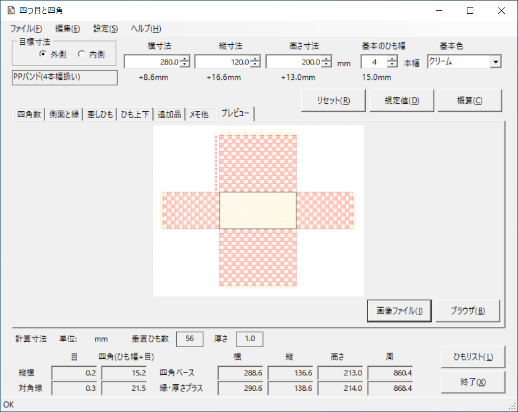 四つ目と四角
ファイル(F) 編集(E) 設定(S) ヘルプ(H)
目標寸法 横寸法 縦寸法 高さ寸法 基本のひも幅 基本色
外側 内側 280.0 120.0 200.0 mm 4 本幅 クリーム
PPバンド(4本幅扱い) +8.6mm +16.6mm +13.0mm 15.0mm
リセット(R) 規定値(D) 概算(C)
四角数 側面と縁 差しひも ひも上下 追加品 メモ他 プレビュー
画像ファイル(I) ブラウザ(B)
計算寸法 単位: mm 垂直ひも数 56 厚さ 1.0
目 四角(ひも幅+目) 横 縦 高さ 周
縦横 0.2 15.2 四角ベース 288.6 136.6 213.0 860.4
対角線 0.3 21.5 縁・厚さプラス 290.6 138.6 214.0 868.4
ひもリスト(L)
終了(X)
OK